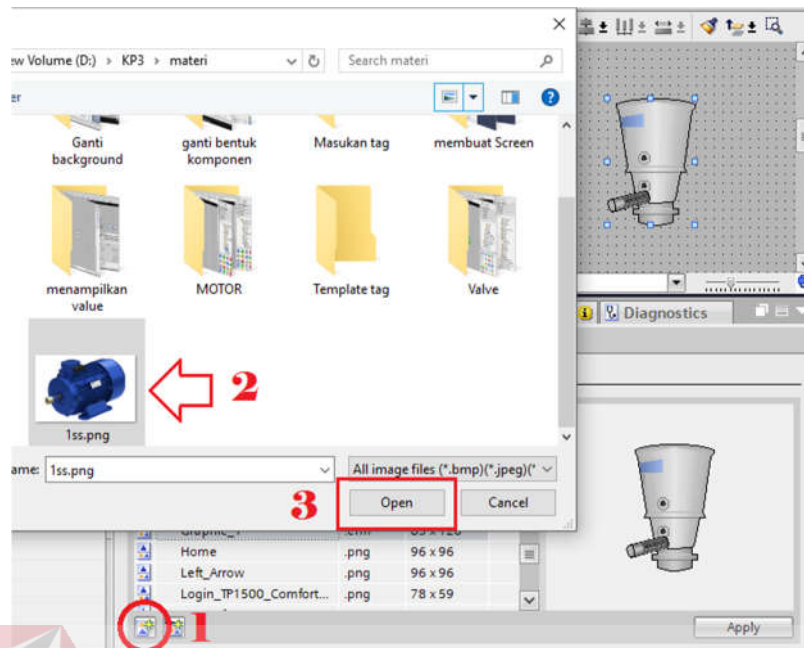 ew Volume (D:) > KP3 > materi
Search materi
er
Ganti background
ganti bentuk komponen
Masukan tag
membuat Screen
menampilkan value
MOTOR
Template tag
Valve
Diagnostics
2
1ss.png
ame: 1ss.png
All image files (*.bmp)(*.jpeg)(*
3
Open
Cancel
Graphic_1
Home .png 96 x 96
Left_Arrow .png 96 x 96
Login_TP1500_Comfort... .png 78 x 59
1
Apply